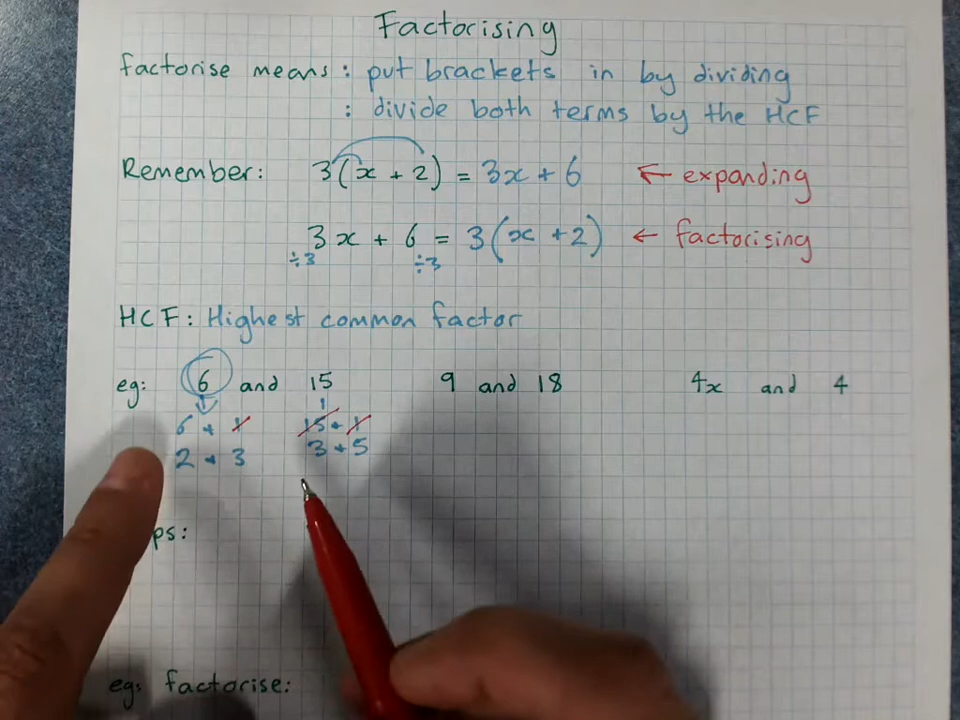 Factorising
factorise means: put brackets in by dividing
: divide both terms by the HCF
Remember: 3(x + 2) = 3x + 6 ← expanding
3x + 6 = 3(x + 2) ← factorising
÷3 ÷3
HCF: Highest common factor
eg: 6 and 15 9 and 18 4x and 4
6 + 1 15 + 1
2 + 3 3 + 5
ps:
eg: factorise: